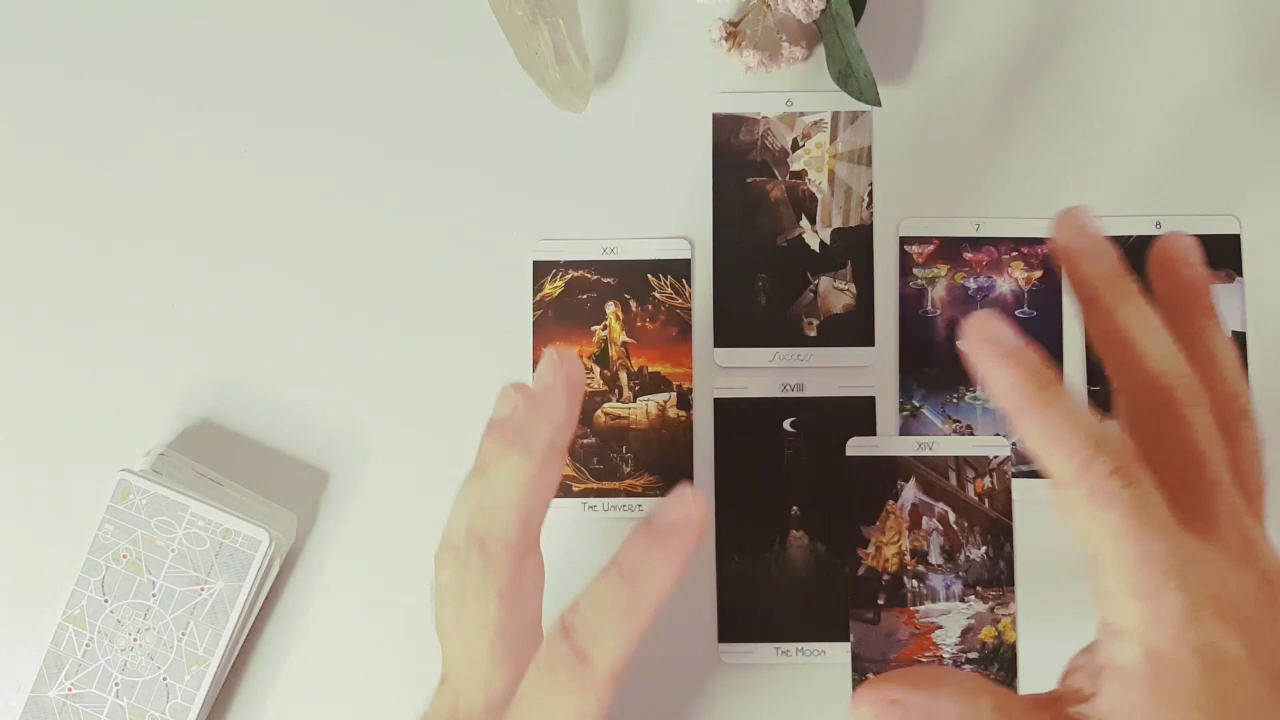 6
SUCCESS
XXI
THE UNIVERSE
7
8
XVIII
THE MOON
XIV